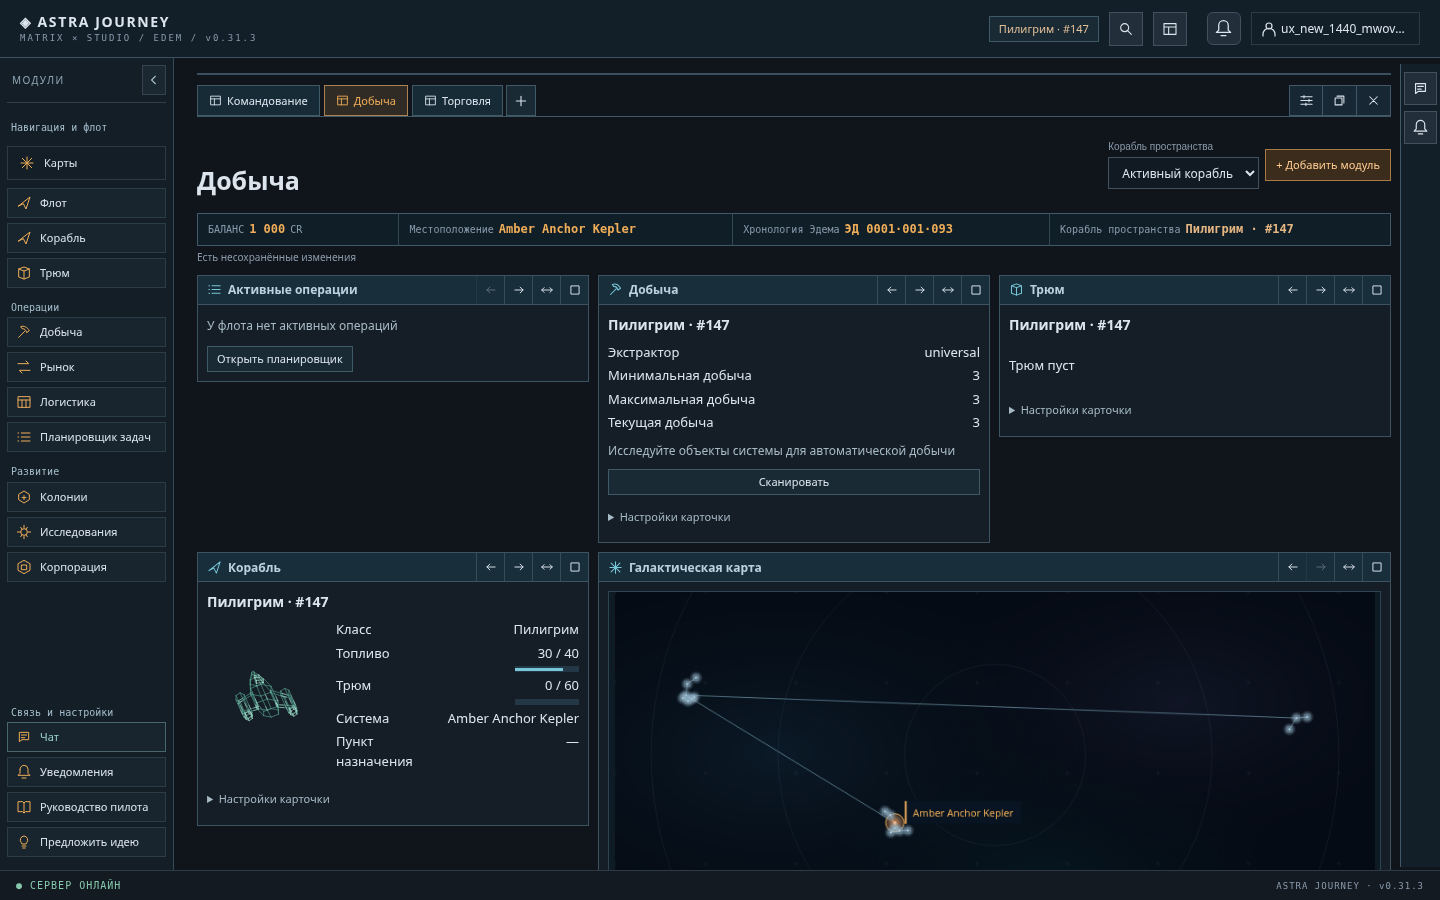 ◈ ASTRA JOURNEY
MATRIX × STUDIO / EDEM / v0.31.3
Пилигрим · #147
ux_new_1440_mwov...
МОДУЛИ
Навигация и флот
Карты
Флот
Корабль
Трюм
Операции
Добыча
Рынок
Логистика
Планировщик задач
Развитие
Колонии
Исследования
Корпорация
Связь и настройки
Чат
Уведомления
Руководство пилота
Предложить идею
Командование
Добыча
Торговля
Добыча
Корабль пространства
Активный корабль
+ Добавить модуль
БАЛАНС 1 000 CR
Местоположение Amber Anchor Kepler
Хронология Эдема ЭД 0001·001·093
Корабль пространства Пилигрим · #147
Есть несохранённые изменения
Активные операции
У флота нет активных операций
Открыть планировщик
Добыча
Пилигрим · #147
Экстрактор universal
Минимальная добыча 3
Максимальная добыча 3
Текущая добыча 3
Исследуйте объекты системы для автоматической добычи
Сканировать
Настройки карточки
Трюм
Пилигрим · #147
Трюм пуст
Настройки карточки
Корабль
Пилигрим · #147
Класс Пилигрим
Топливо 30 / 40
Трюм 0 / 60
Система Amber Anchor Kepler
Пункт —
назначения
Настройки карточки
Галактическая карта
Amber Anchor Kepler
СЕРВЕР ОНЛАЙН
ASTRA JOURNEY · v0.31.3